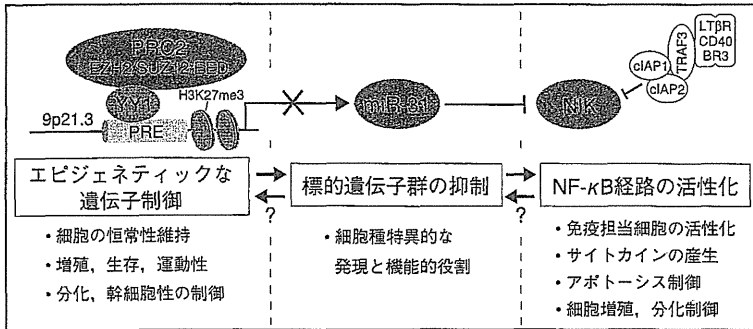 PRC2
EZH2/SUZ12/EED
YY1
H3K27me3
9p21.3
PRE
miR-31
NIK
cIAP1
cIAP2
TRAF3
LTβR
CD40
BR3
エピジェネティックな
遺伝子制御
標的遺伝子群の抑制
NF-κB経路の活性化
?
?
・細胞の恒常性維持
・増殖，生存，運動性
・分化，幹細胞性の制御
・細胞種特異的な
発現と機能的役割
・免疫担当細胞の活性化
・サイトカインの産生
・アポトーシス制御
・細胞増殖，分化制御